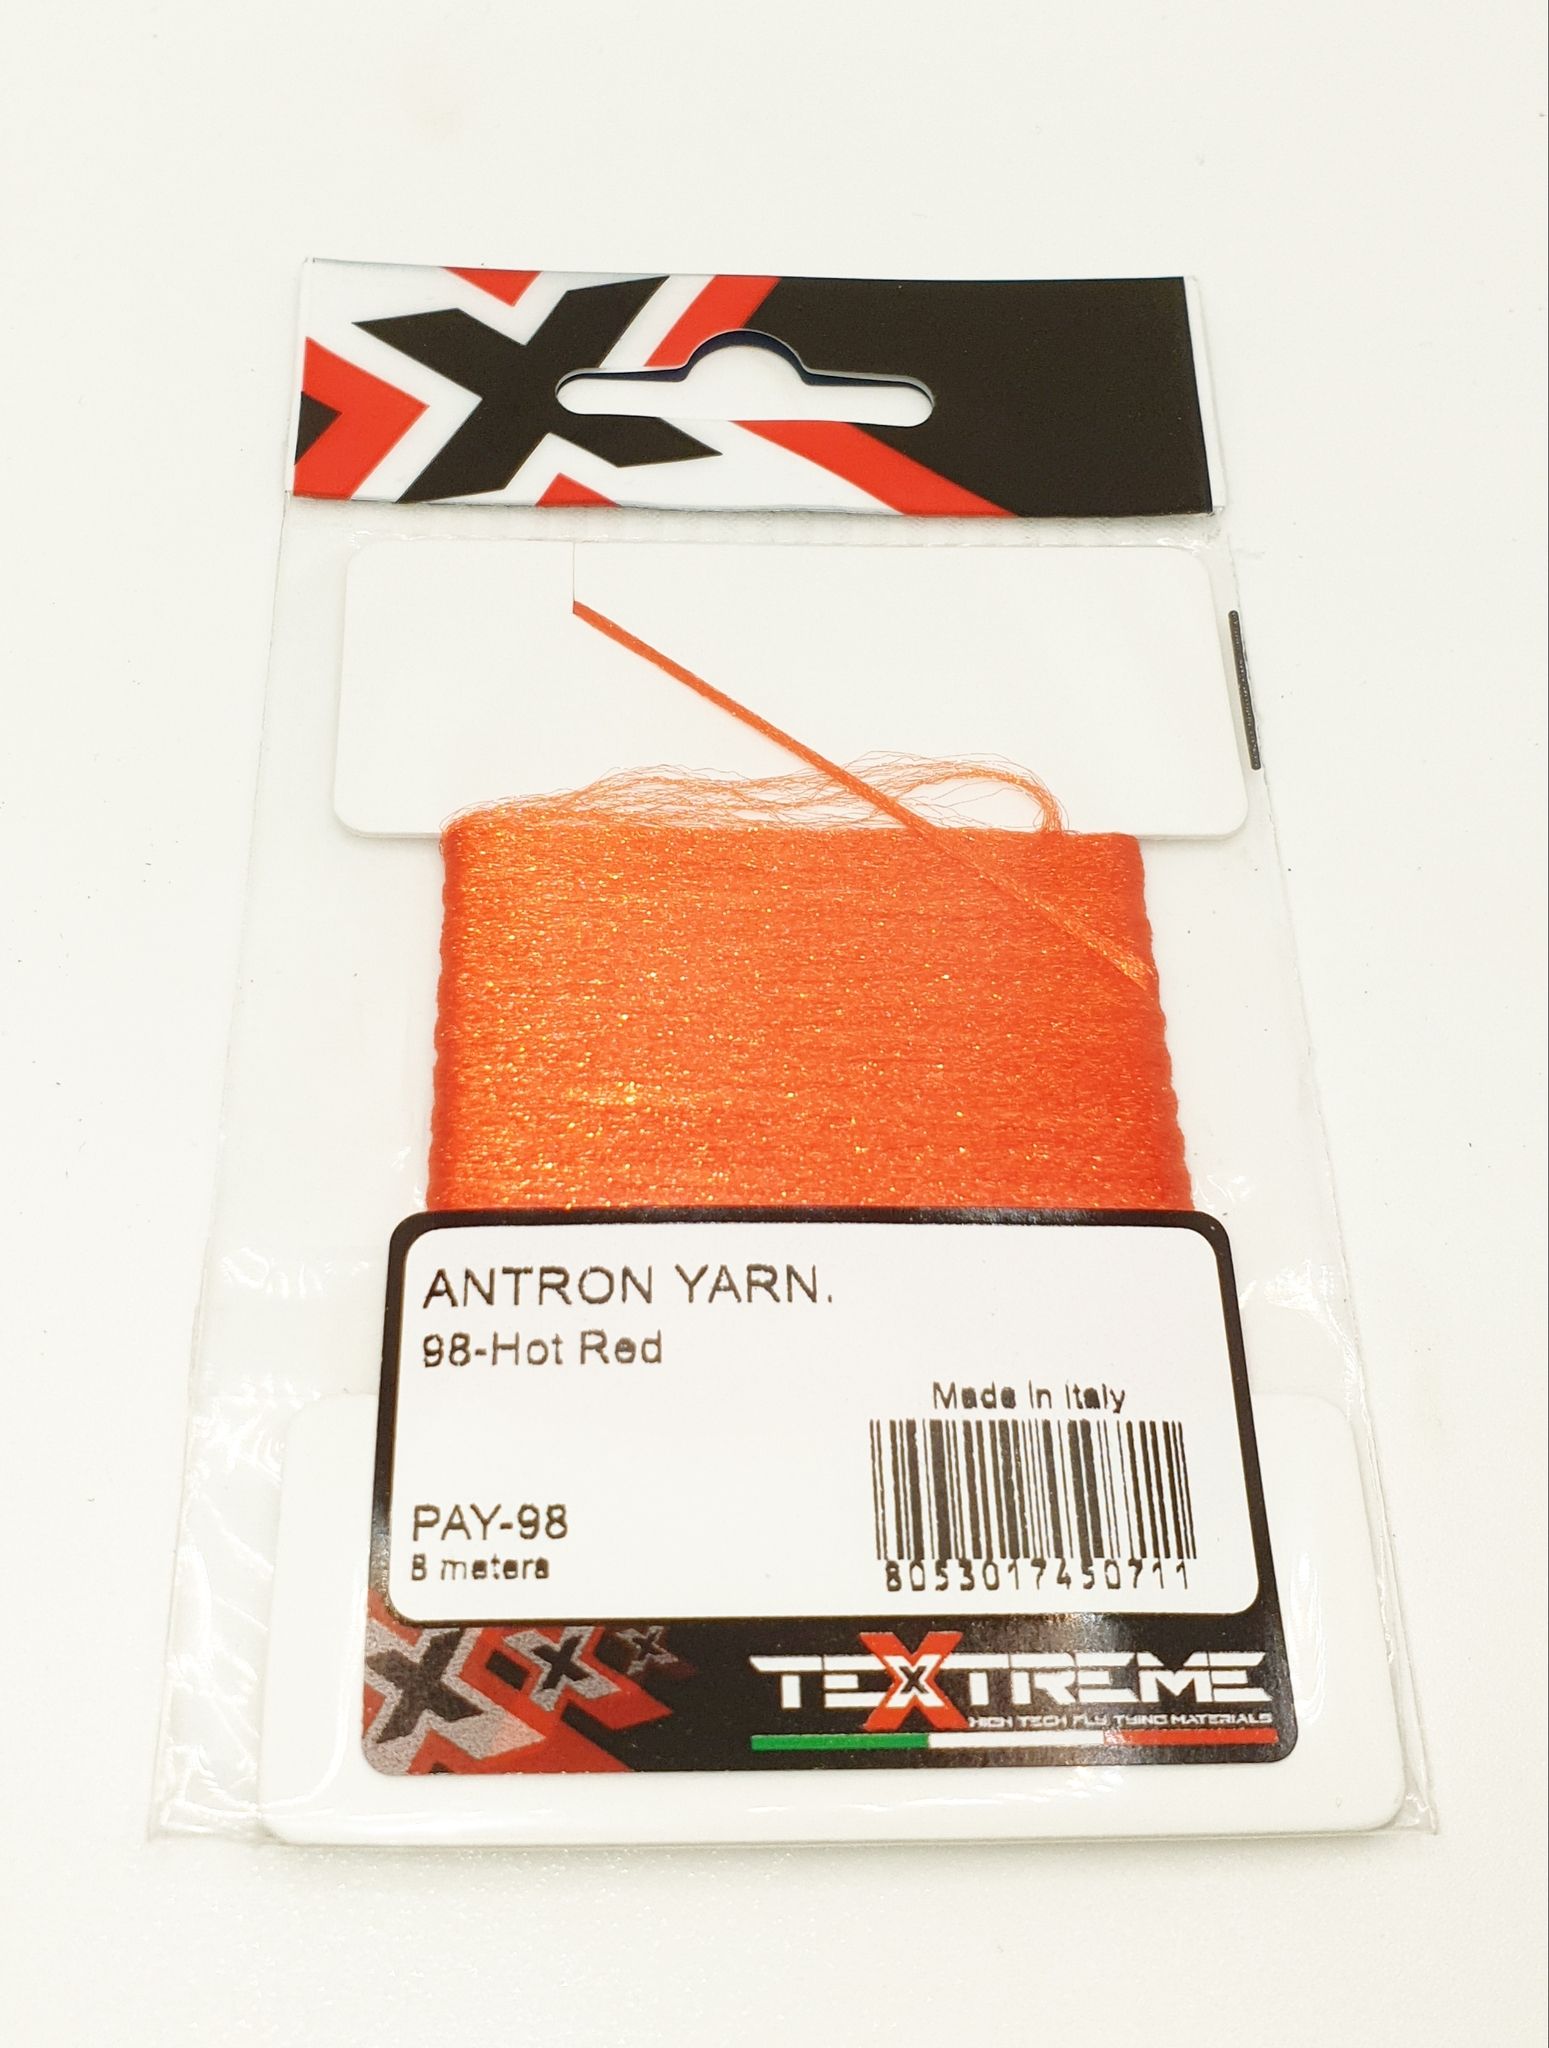 ANTRON YARN.
98-Hot Red
Made in Italy
PAY-98
8 meters
8053017450711
TEXTREME
HIGH TECH FLY TYING MATERIALS